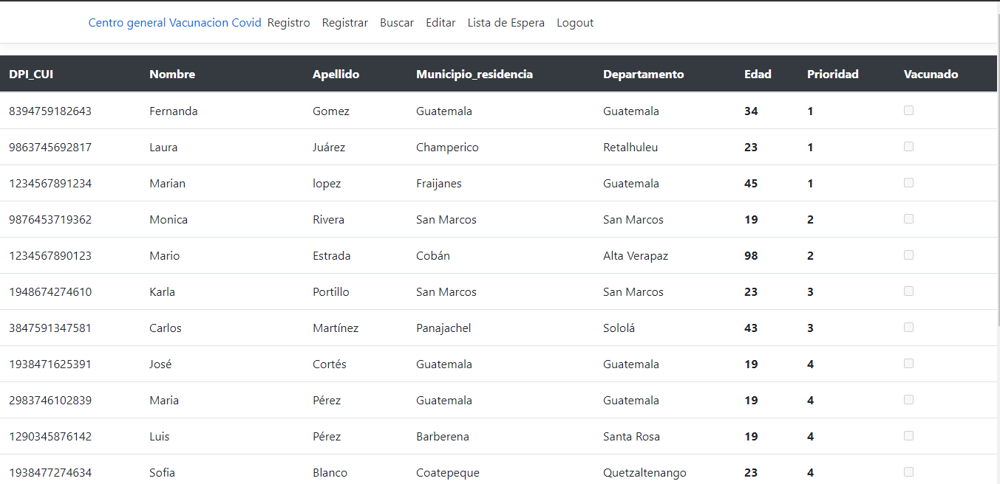 Centro general Vacunacion Covid Registro Registrar Buscar Editar Lista de Espera Logout
DPI_CUI Nombre Apellido Municipio_residencia Departamento Edad Prioridad Vacunado
8394759182643 Fernanda Gomez Guatemala Guatemala 34 1
9863745692817 Laura Juárez Champerico Retalhuleu 23 1
1234567891234 Marian lopez Fraijanes Guatemala 45 1
9876453719362 Monica Rivera San Marcos San Marcos 19 2
1234567890123 Mario Estrada Cobán Alta Verapaz 98 2
1948674274610 Karla Portillo San Marcos San Marcos 23 3
3847591347581 Carlos Martínez Panajachel Sololá 43 3
1938471625391 José Cortés Guatemala Guatemala 19 4
2983746102839 Maria Pérez Guatemala Guatemala 19 4
1290345876142 Luis Pérez Barberena Santa Rosa 19 4
1938477274634 Sofia Blanco Coatepeque Quetzaltenango 23 4